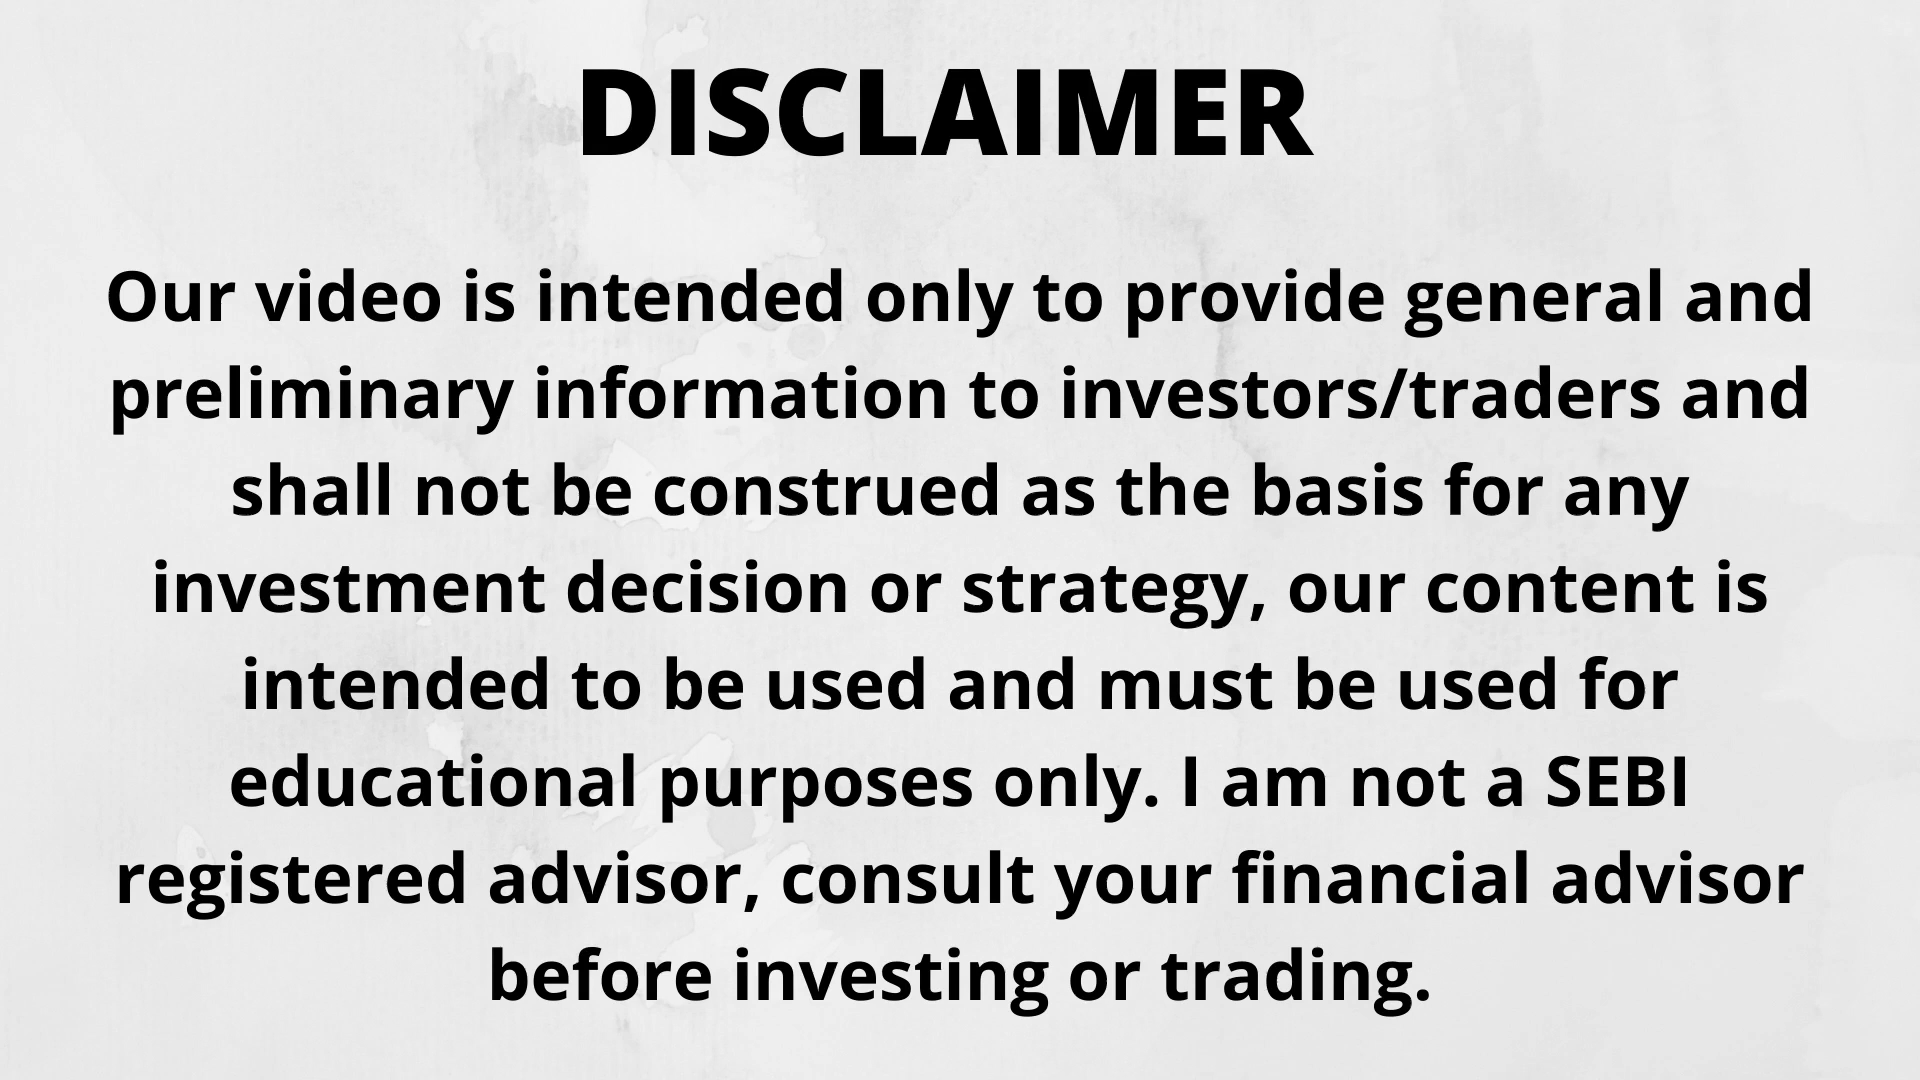 DISCLAIMER
Our video is intended only to provide general and
preliminary information to investors/traders and
shall not be construed as the basis for any
investment decision or strategy, our content is
intended to be used and must be used for
educational purposes only. I am not a SEBI
registered advisor, consult your financial advisor
before investing or trading.